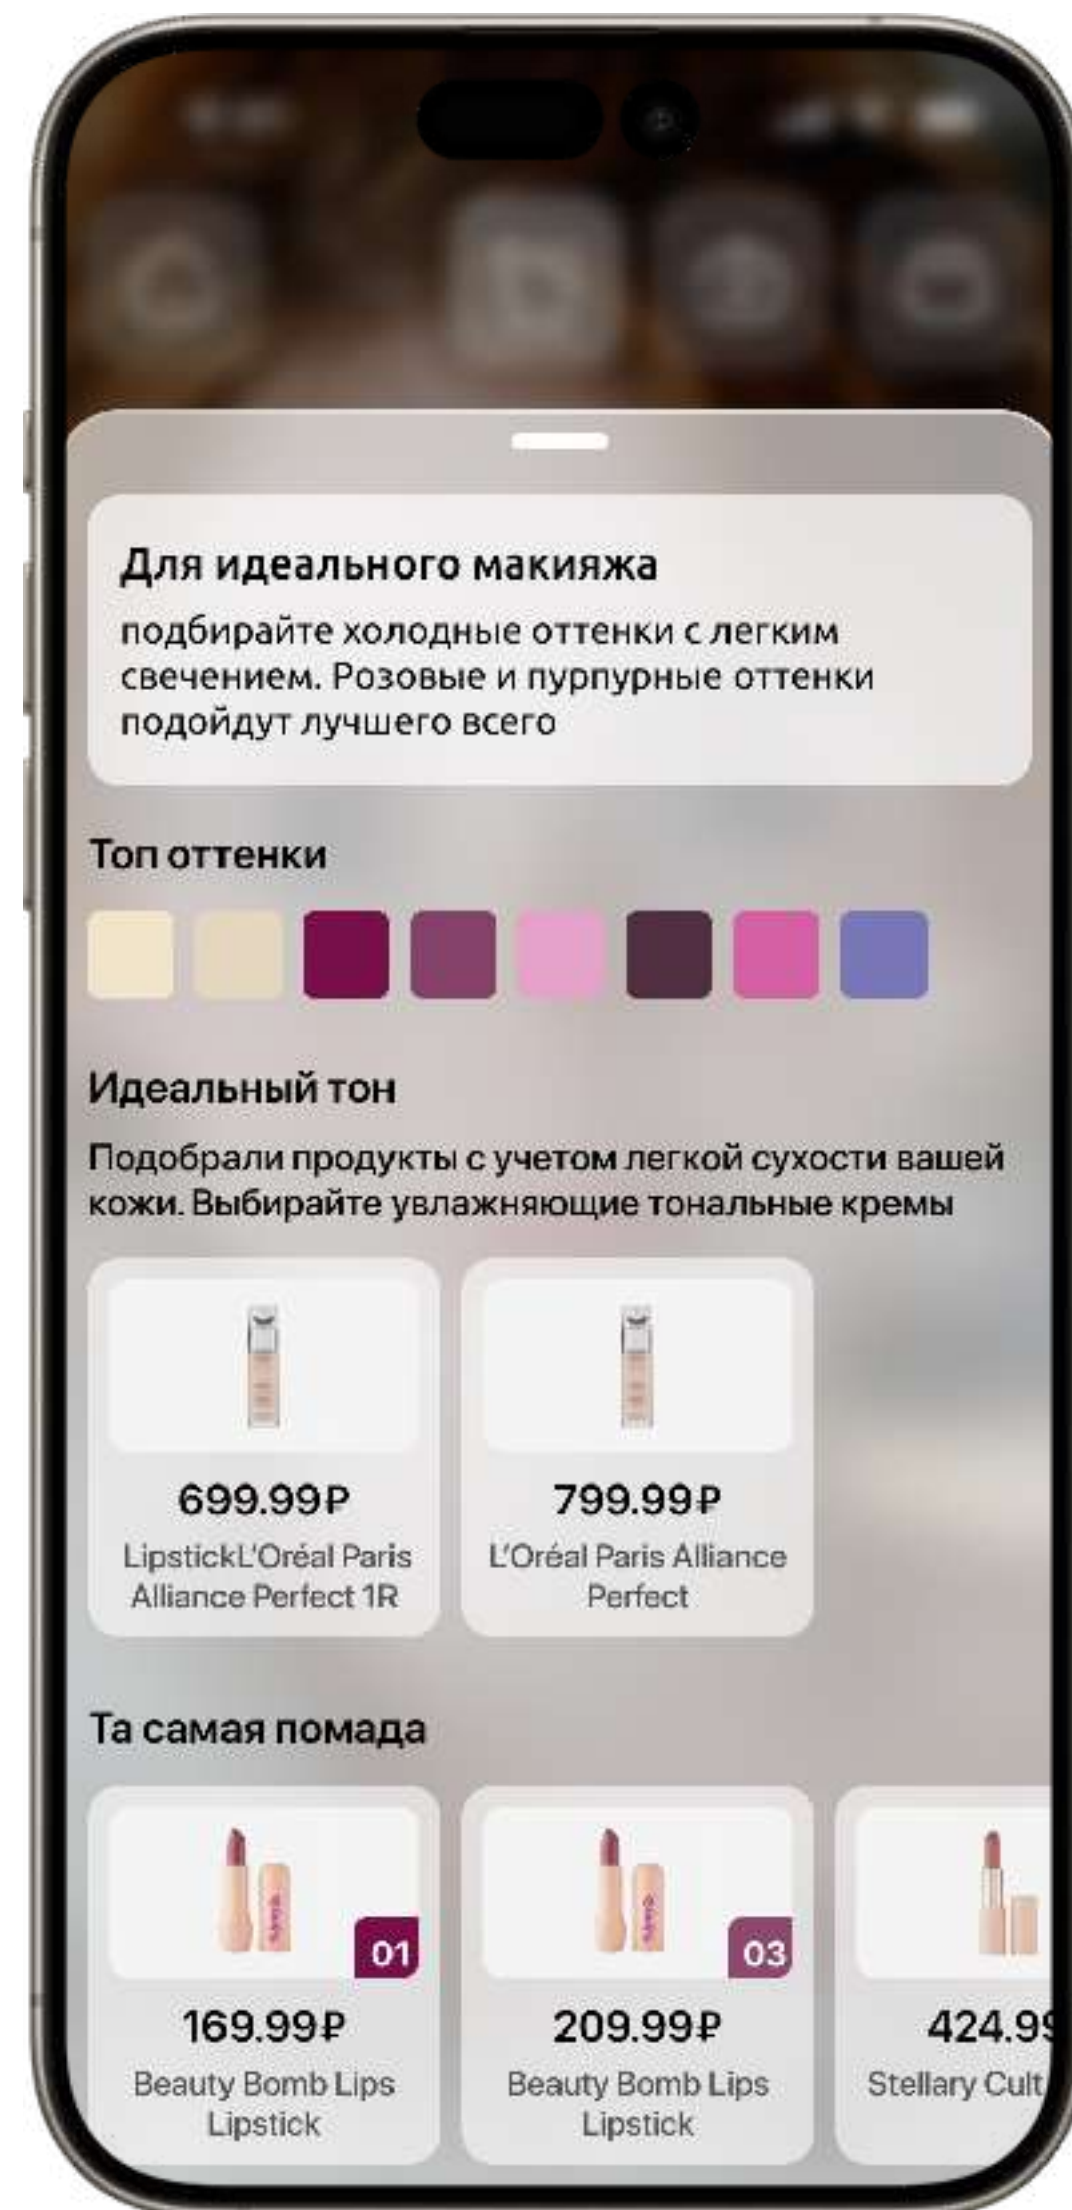 Для идеального макияжа
подбирайте холодные оттенки с легким
свечением. Розовые и пурпурные оттенки
подойдут лучшего всего
Топ оттенки
Идеальный тон
Подобрали продукты с учетом легкой сухости вашей
кожи. Выбирайте увлажняющие тональные кремы
699.99₽
LipstickL'Oréal Paris
Alliance Perfect 1R
799.99₽
L'Oréal Paris Alliance
Perfect
Та самая помада
01
169.99₽
Beauty Bomb Lips
Lipstick
03
209.99₽
Beauty Bomb Lips
Lipstick
424.99
Stellary Cult